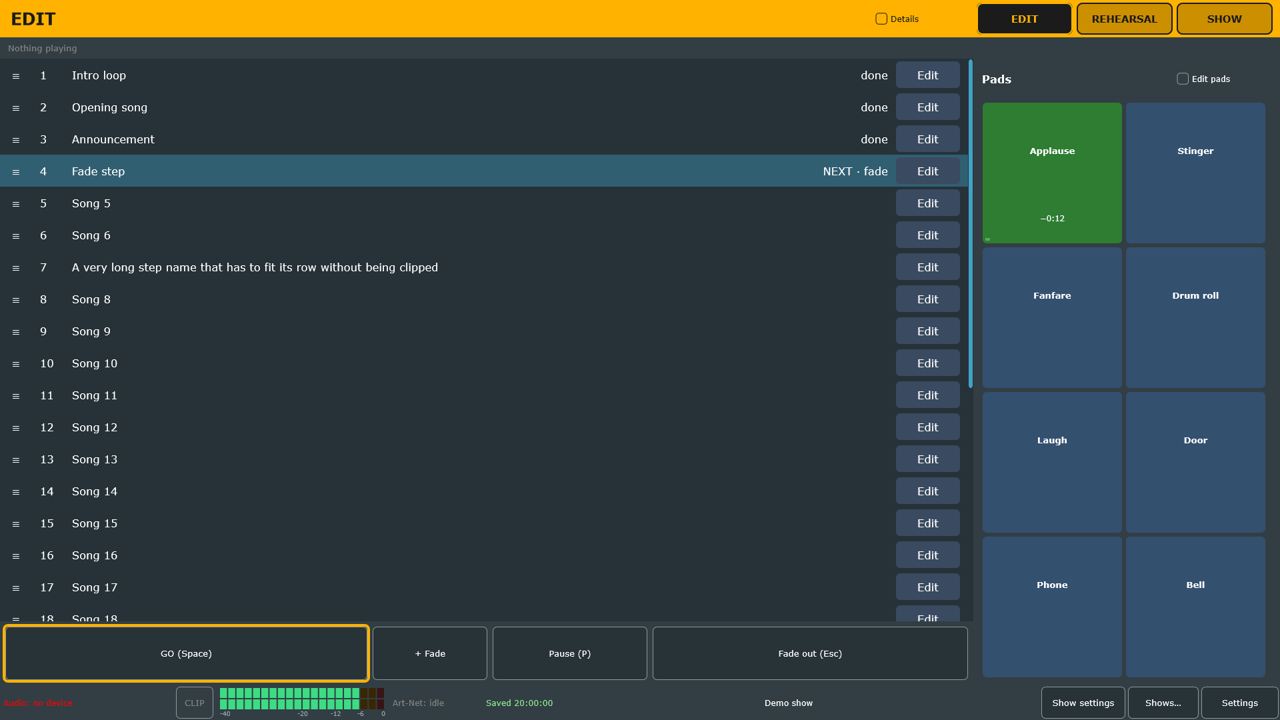 EDIT
Details
EDIT
REHEARSAL
SHOW
Nothing playing
1 Intro loop done Edit
2 Opening song done Edit
3 Announcement done Edit
4 Fade step NEXT · fade Edit
5 Song 5 Edit
6 Song 6 Edit
7 A very long step name that has to fit its row without being clipped Edit
8 Song 8 Edit
9 Song 9 Edit
10 Song 10 Edit
11 Song 11 Edit
12 Song 12 Edit
13 Song 13 Edit
14 Song 14 Edit
15 Song 15 Edit
16 Song 16 Edit
17 Song 17 Edit
18 Song 18 Edit
Pads
Edit pads
Applause
−0:12
Stinger
Fanfare
Drum roll
Laugh
Door
Phone
Bell
GO (Space)
+ Fade
Pause (P)
Fade out (Esc)
Audio: no device
CLIP
-40 -20 -12 -6 0
Art-Net: idle
Saved 20:00:00
Demo show
Show settings
Shows...
Settings